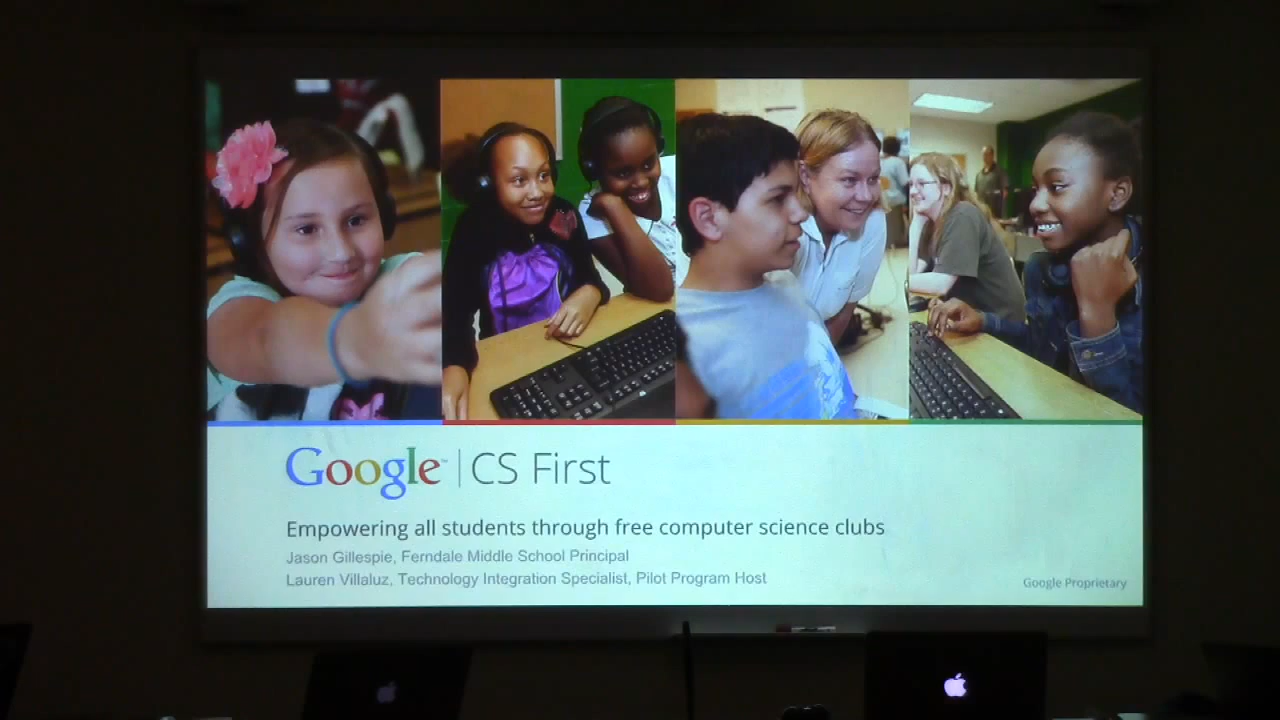 Google™ | CS First
Empowering all students through free computer science clubs
Jason Gillespie, Ferndale Middle School Principal
Lauren Villaluz, Technology Integration Specialist, Pilot Program Host
Google Proprietary